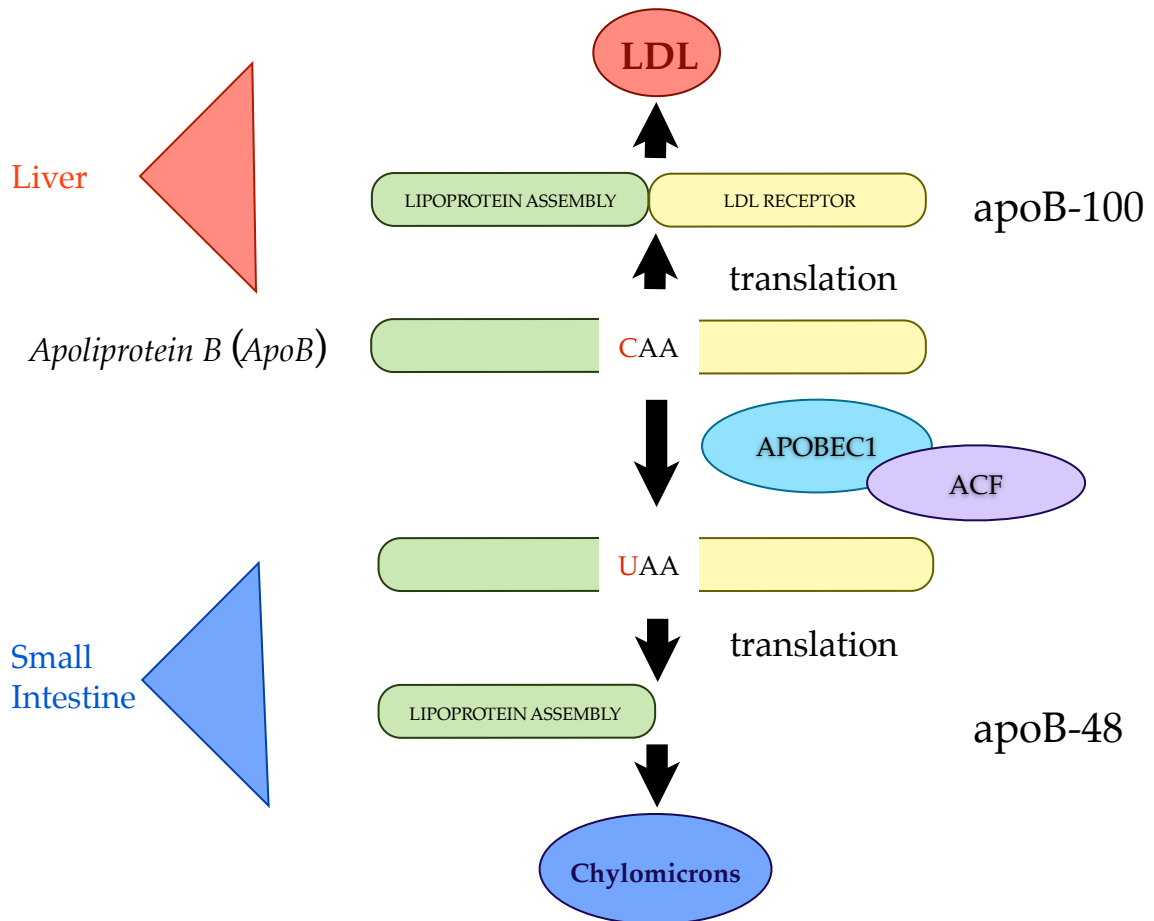 LDL
Liver
LIPOPROTEIN ASSEMBLY
LDL RECEPTOR
apoB-100
translation
Apoliprotein B (ApoB)
CAA
APOBEC1
ACF
UAA
translation
Small
Intestine
LIPOPROTEIN ASSEMBLY
apoB-48
Chylomicrons